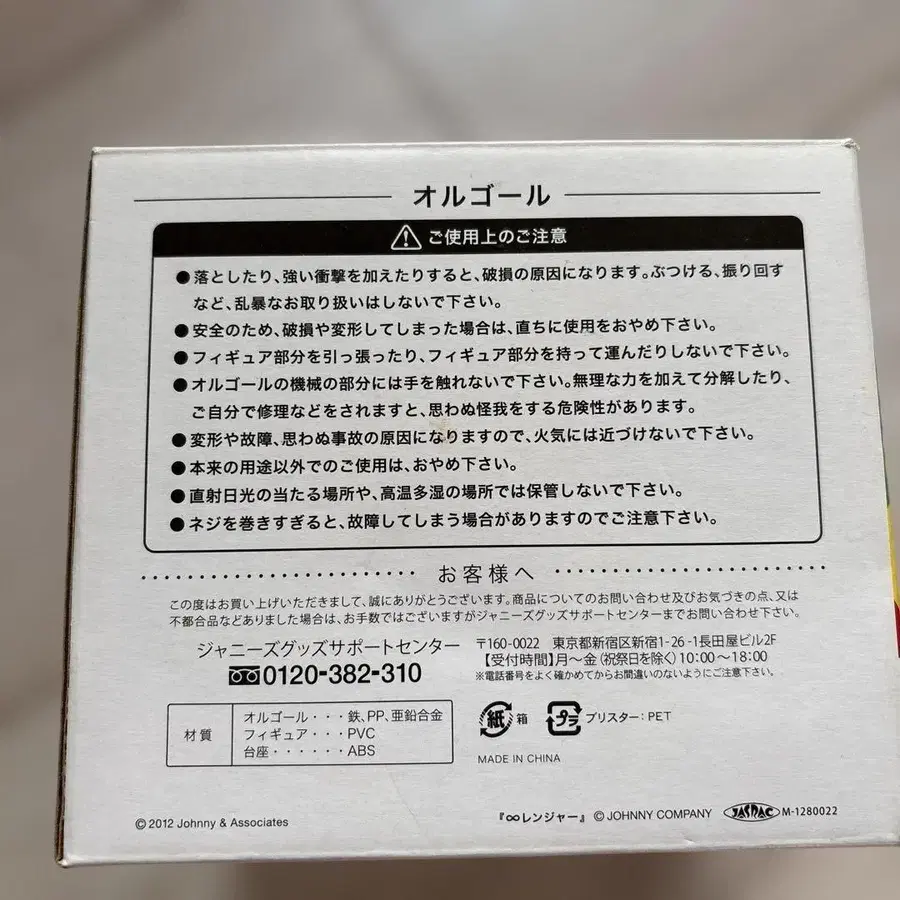 オルゴール
ご使用上のご注意
●落としたり、強い衝撃を加えたりすると、破損の原因になります。ぶつける、振り回す
など、乱暴なお取り扱いはしないで下さい。
●安全のため、破損や変形してしまった場合は、直ちに使用をおやめ下さい。
●フィギュア部分を引っ張ったり、フィギュア部分を持って運んだりしないで下さい。
●オルゴールの機械の部分には手を触れないで下さい。無理な力を加えて分解したり、
ご自分で修理などをされますと、思わぬ怪我をする危険性があります。
●変形や故障、思わぬ事故の原因になりますので、火気には近づけないで下さい。
●本来の用途以外でのご使用は、おやめ下さい。
●直射日光の当たる場所や、高温多湿の場所では保管しないで下さい。
●ネジを巻きすぎると、故障してしまう場合がありますのでご注意下さい。
お客様へ
この度はお買い上げいただきまして、誠にありがとうございます。商品についてのお問い合わせ及びお気づきの点、又は
不都合品などありました場合は、お手数ではございますがジャニーズグッズサポートセンターまでお問い合わせ下さい。
ジャニーズグッズサポートセンター
0120-382-310
〒160-0022 東京都新宿区新宿1-26-1長田屋ビル2F
【受付時間】月～金(祝祭日を除く)10:00～18:00
※電話番号をよく確かめてからお間違いのないようにご注意下さい。
材質
オルゴール・・・鉄、PP、亜鉛合金
フィギュア・・・PVC
台座・・・・・・ABS
紙 箱
プラ ブリスター:PET
MADE IN CHINA
©2012 Johnny & Associates
『∞レンジャー』 © JOHNNY COMPANY
JASRAC M-1280022